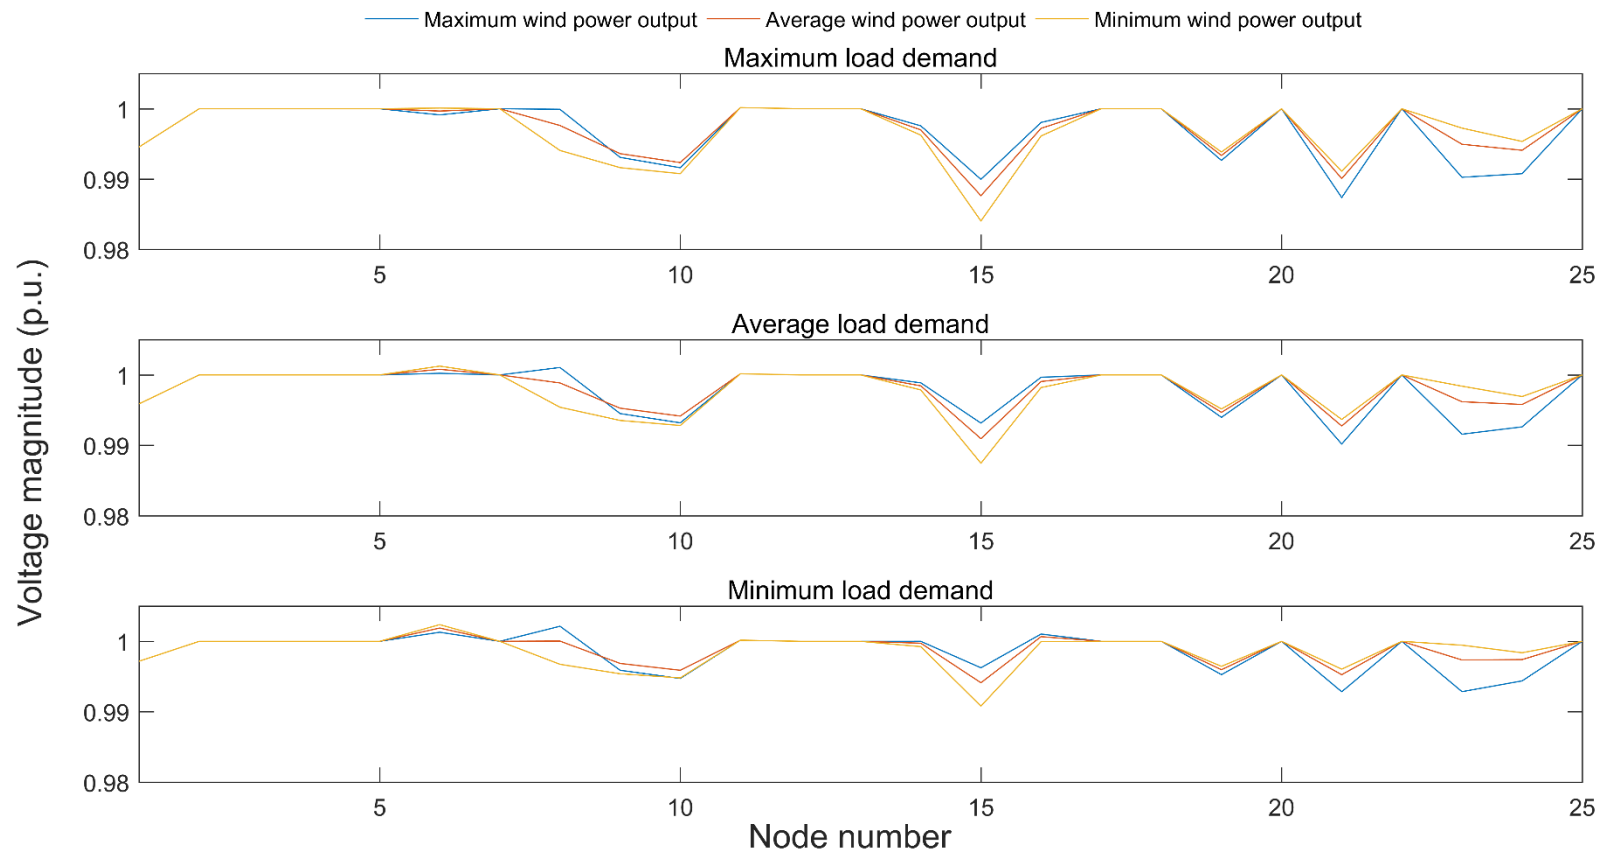 Maximum wind power output Average wind power output Minimum wind power output
Maximum load demand
1
0.99
0.98
5 10 15 20 25
Average load demand
1
0.99
0.98
5 10 15 20 25
Minimum load demand
1
0.99
0.98
5 10 15 20 25
Voltage magnitude (p.u.)
Node number